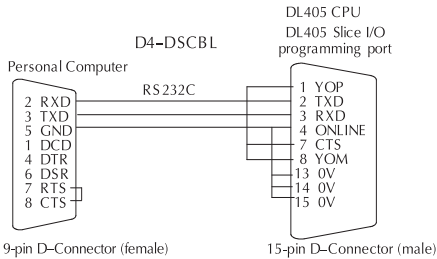 DL405 CPU
DL405 Slice I/O
programming port
D4–DSCBL
Personal Computer
RS232C
2 RXD
3 TXD
5 GND
1 DCD
4 DTR
6 DSR
7 RTS
8 CTS
1 YOP
2 TXD
3 RXD
4 ONLINE
7 CTS
8 YOM
13 0V
14 0V
15 0V
9-pin D–Connector (female)
15-pin D–Connector (male)